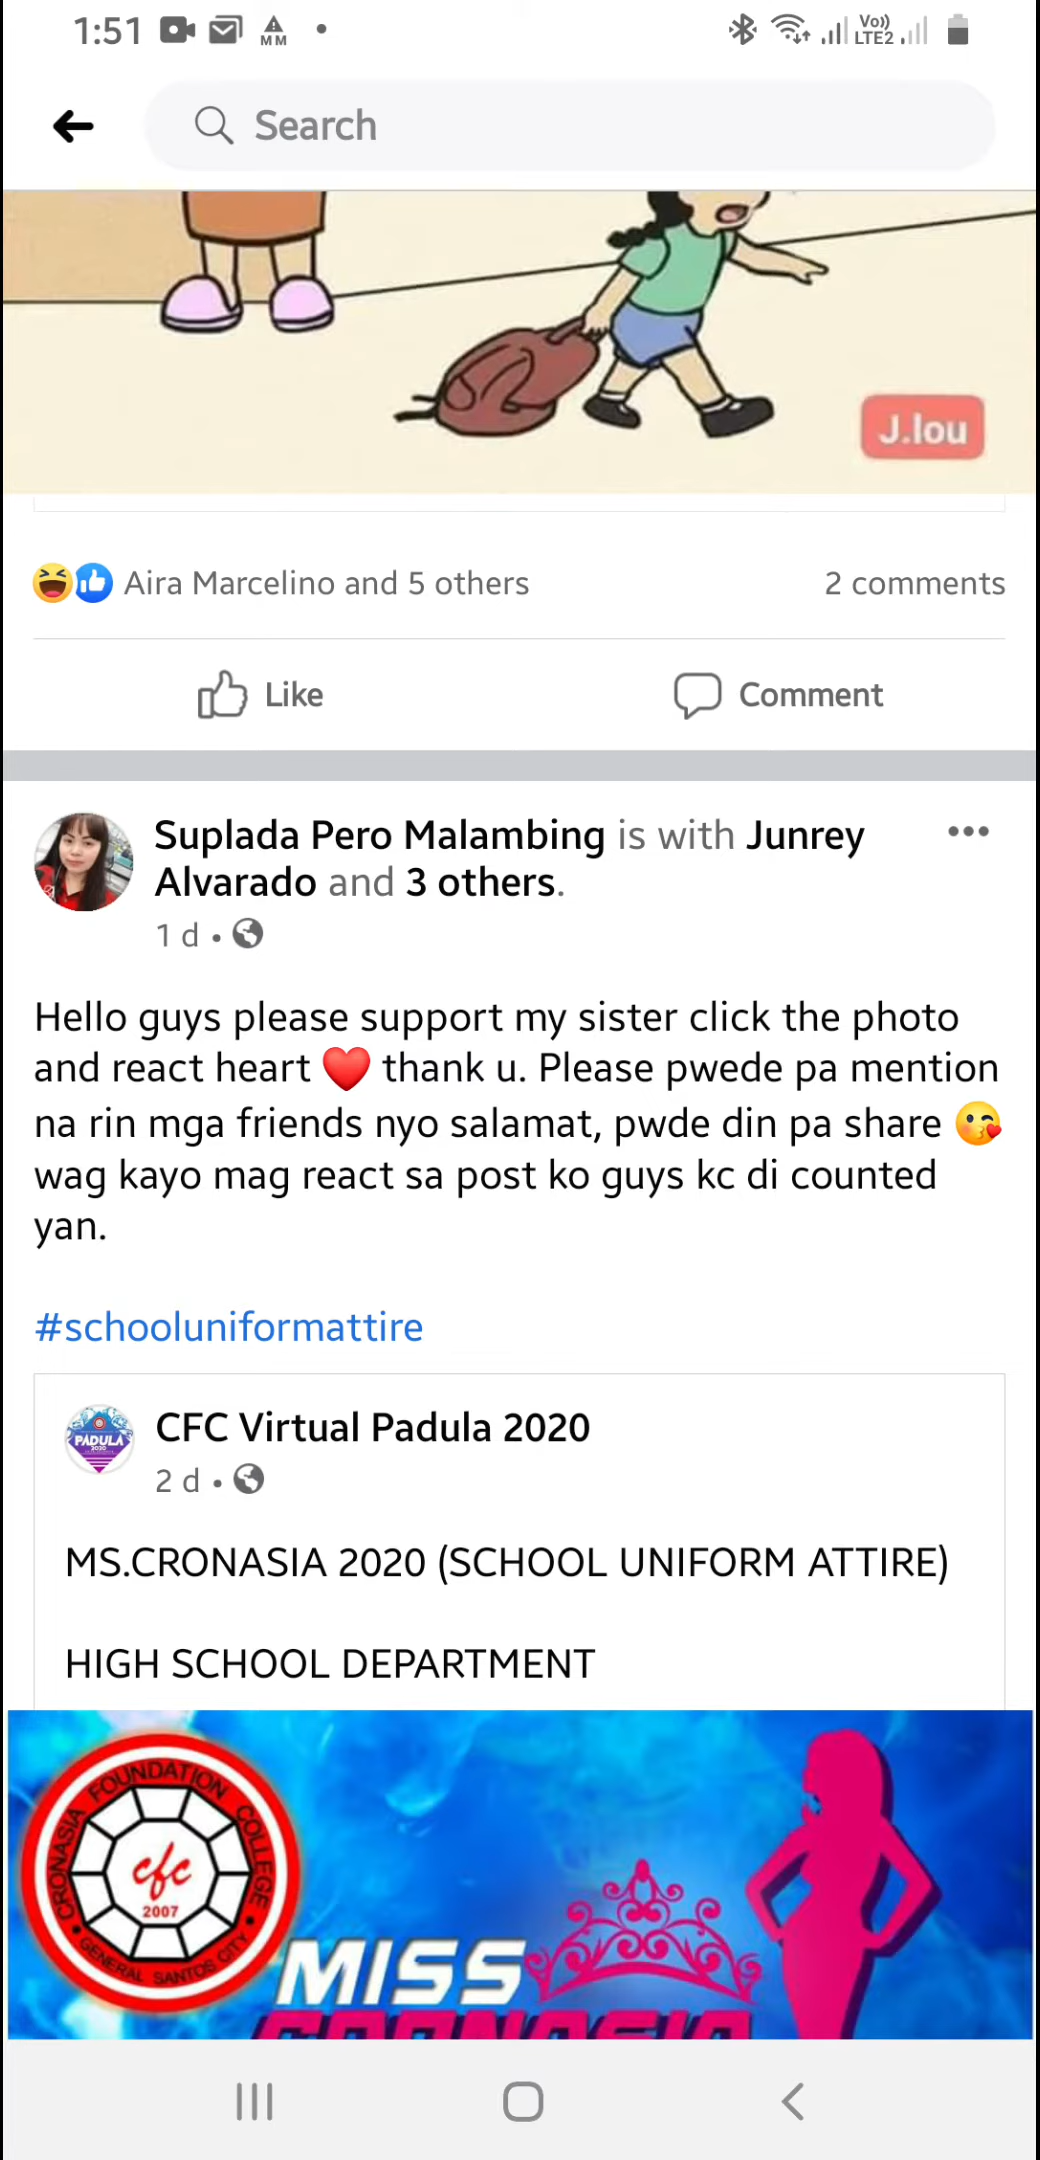 1:51
MM
Vo))
LTE2
Search
J.lou
Aira Marcelino and 5 others
2 comments
Like
Comment
Suplada Pero Malambing is with Junrey
Alvarado and 3 others.
1 d
Hello guys please support my sister click the photo
and react heart ❤️ thank u. Please pwede pa mention
na rin mga friends nyo salamat, pwde din pa share 😘
wag kayo mag react sa post ko guys kc di counted
yan.
#schooluniformattire
PADULA
2020
CFC Virtual Padula 2020
2 d
MS.CRONASIA 2020 (SCHOOL UNIFORM ATTIRE)
HIGH SCHOOL DEPARTMENT
CRONASIA FOUNDATION COLLEGE
cfc
2007
GENERAL SANTOS CITY
MISS
CRONASIA